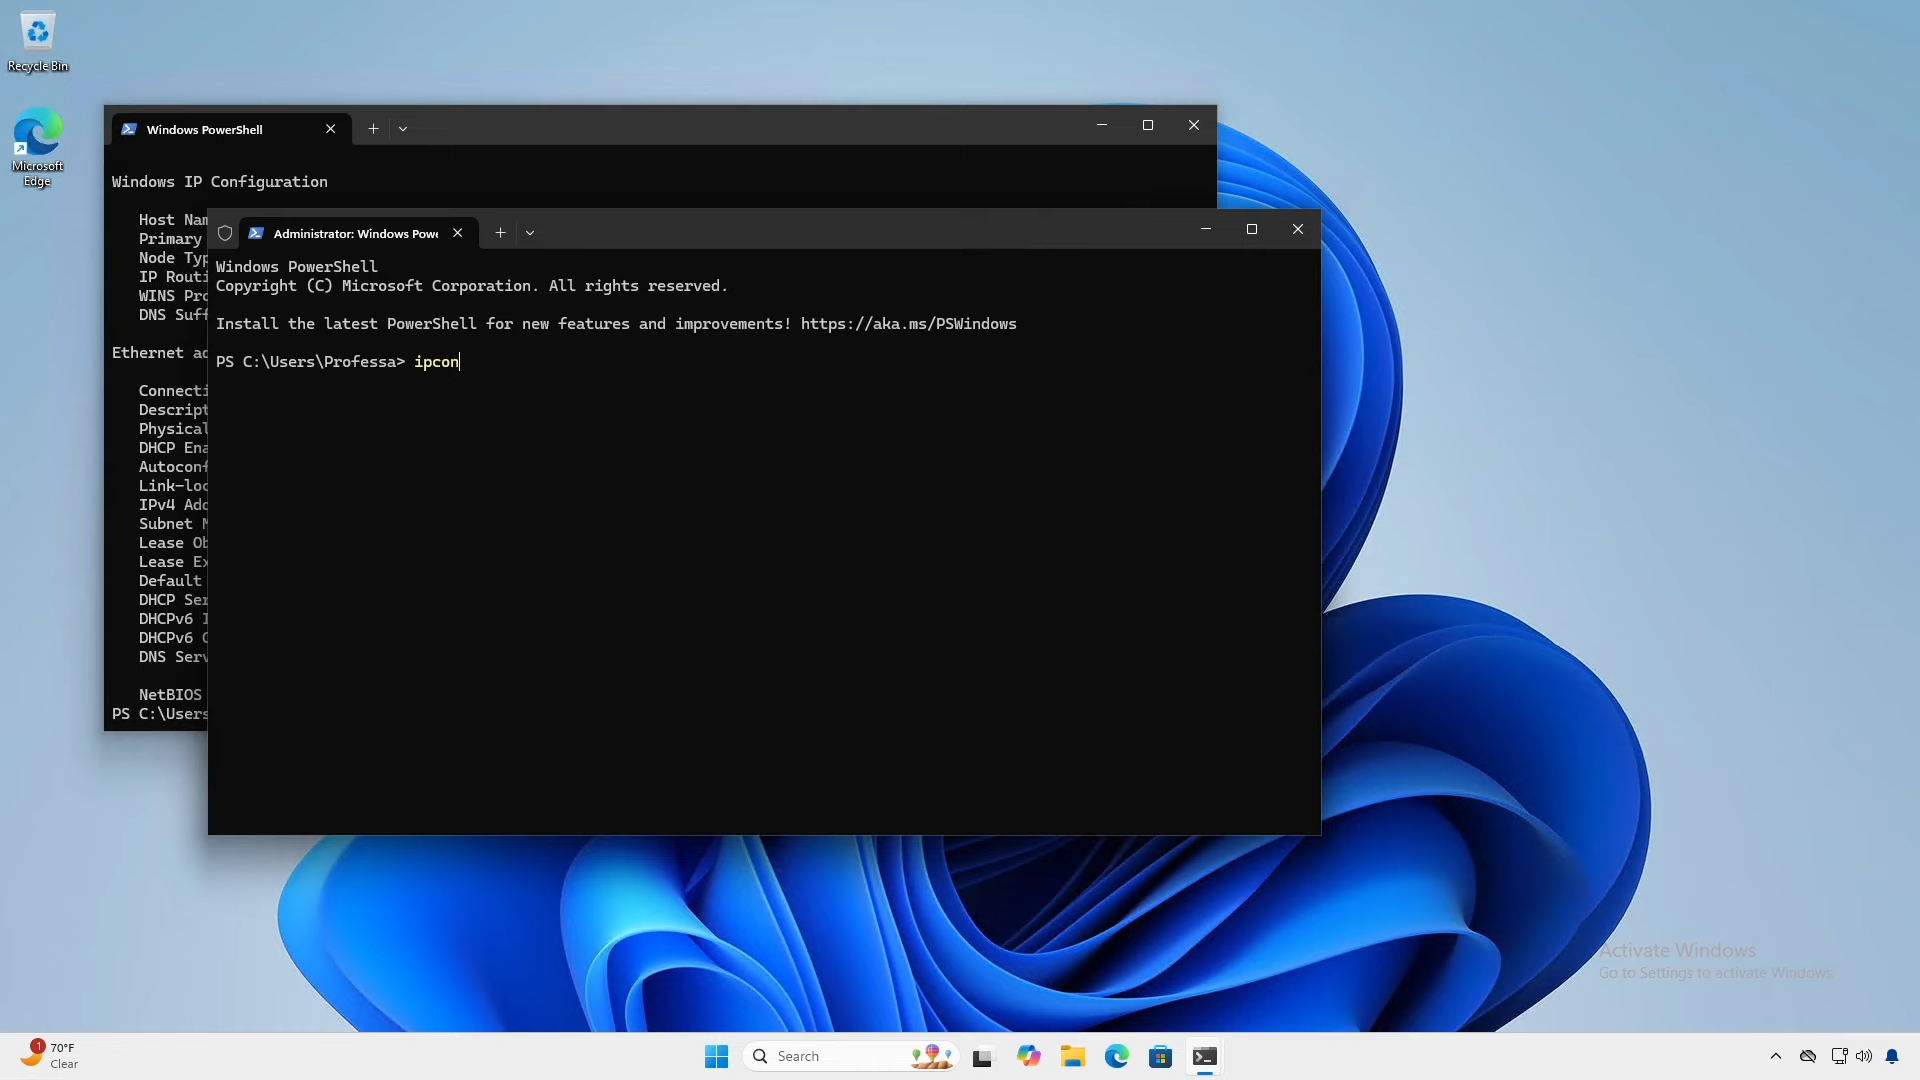 Recycle Bin
Microsoft
Edge
Windows PowerShell
Windows IP Configuration
Host Nam
Primary
Node Typ
IP Routi
WINS Pro
DNS Suff
Ethernet ad
Connecti
Descript
Physical
DHCP Ena
Autoconf
Link-loc
IPv4 Add
Subnet M
Lease Ob
Lease Ex
Default
DHCP Ser
DHCPv6 I
DHCPv6 C
DNS Serv
NetBIOS
PS C:\Users
Administrator: Windows Powe
Windows PowerShell
Copyright (C) Microsoft Corporation. All rights reserved.
Install the latest PowerShell for new features and improvements! https://aka.ms/PSWindows
PS C:\Users\Professa> ipcon
Activate Windows
Go to Settings to activate Windows.
1
70°F
Clear
Search